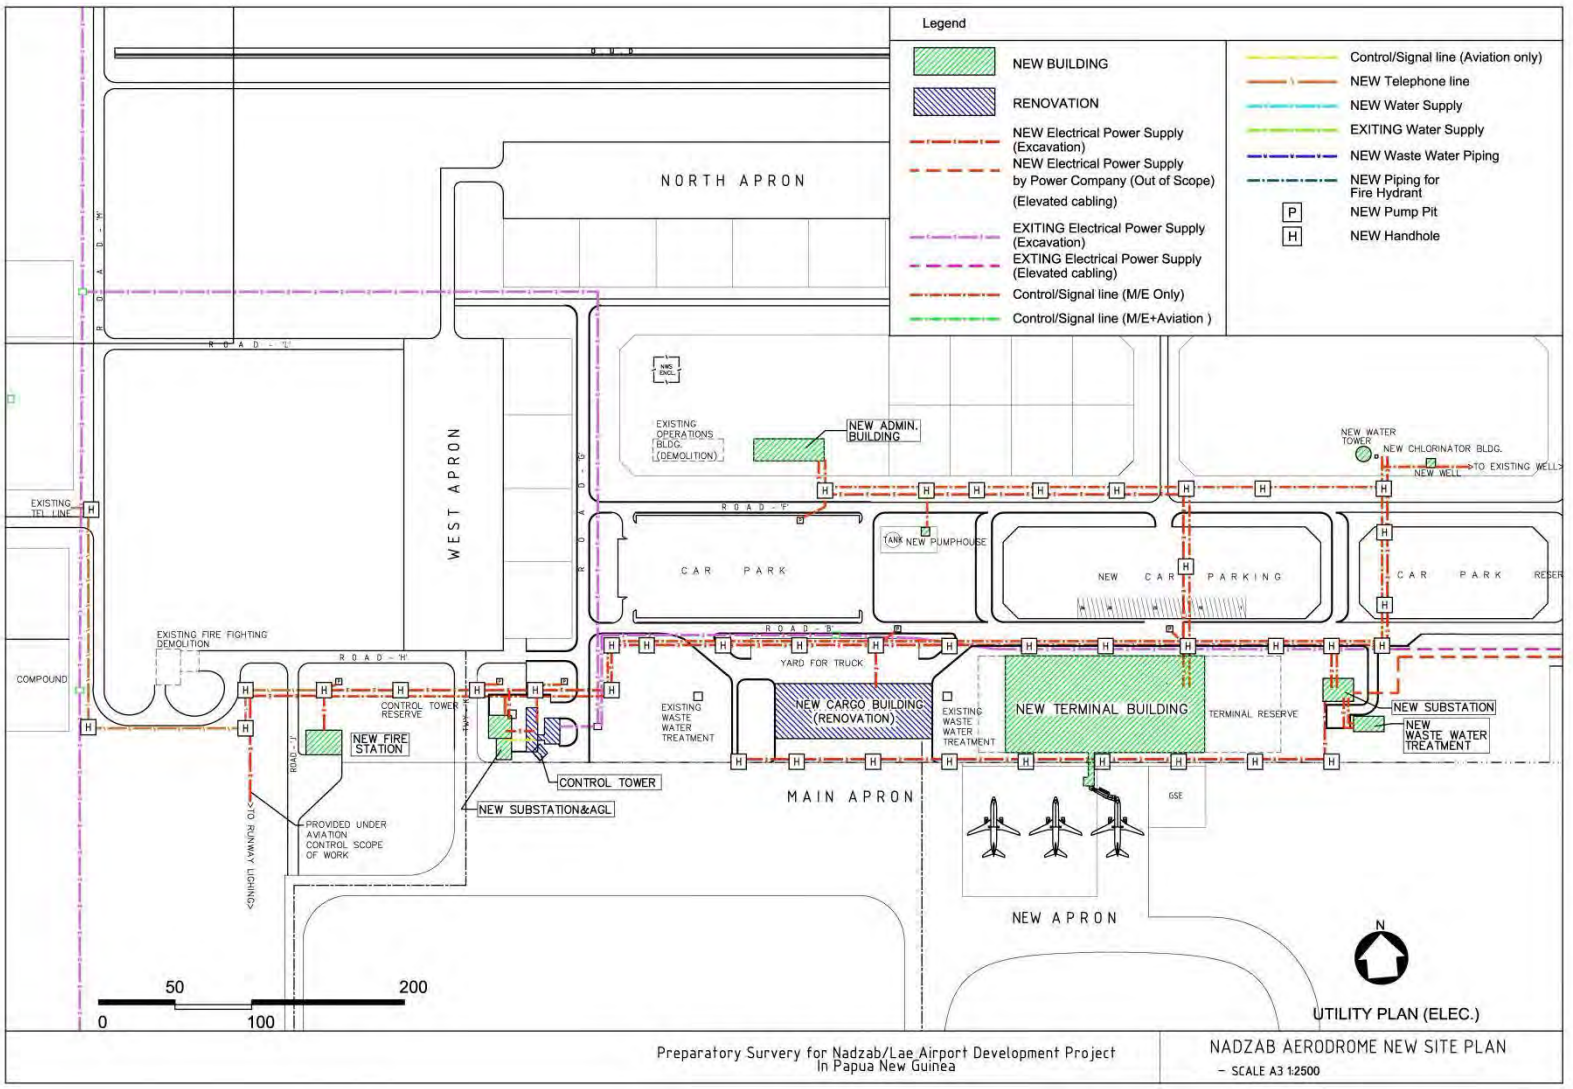 Legend
NEW BUILDING
RENOVATION
NEW Electrical Power Supply
(Excavation)
NEW Electrical Power Supply
by Power Company (Out of Scope)
(Elevated cabling)
EXITING Electrical Power Supply
(Excavation)
EXTING Electrical Power Supply
(Elevated cabling)
Control/Signal line (M/E Only)
Control/Signal line (M/E+Aviation )
Control/Signal line (Aviation only)
NEW Telephone line
NEW Water Supply
EXITING Water Supply
NEW Waste Water Piping
NEW Piping for
Fire Hydrant
P NEW Pump Pit
H NEW Handhole
NORTH APRON
ROAD-'M'
ROAD-'L'
WEST APRON
ROAD-'G'
NWS
ENCL.
EXISTING
OPERATIONS
BLDG.
(DEMOLITION)
NEW ADMIN.
BUILDING
NEW WATER
TOWER
NEW CHLORINATOR BLDG.
>TO EXISTING WELL>
NEW WELL
EXISTING
TEL LINE
H
H H H H H H H H
ROAD-'F'
P
TANK NEW PUMPHOUSE
H
CAR PARK
NEW CAR PARKING
H
CAR PARK
RESER
H
EXISTING FIRE FIGHTING
DEMOLITION
ROAD-'H'
ROAD-'B'
P
P
H H H H H H H H H H H
YARD FOR TRUCK
COMPOUND
H H H H H H
P P P
CONTROL TOWER
RESERVE
H H
ROAD-'J'
NEW FIRE
STATION
EXISTING
WASTE
WATER
TREATMENT
NEW CARGO BUILDING
(RENOVATION)
EXISTING
WASTE
WATER
TREATMENT
NEW TERMINAL BUILDING
TERMINAL RESERVE
NEW SUBSTATION
NEW
WASTE WATER
TREATMENT
H H H H H H H H H
CONTROL TOWER
NEW SUBSTATION&AGL
MAIN APRON
GSE
>TO RUNWAY LIGHING>
PROVIDED UNDER
AVIATION
CONTROL SCOPE
OF WORK
NEW APRON
N
50 200
0 100
UTILITY PLAN (ELEC.)
Preparatory Survery for Nadzab/Lae Airport Development Project
In Papua New Guinea
NADZAB AERODROME NEW SITE PLAN
- SCALE A3 1:2500